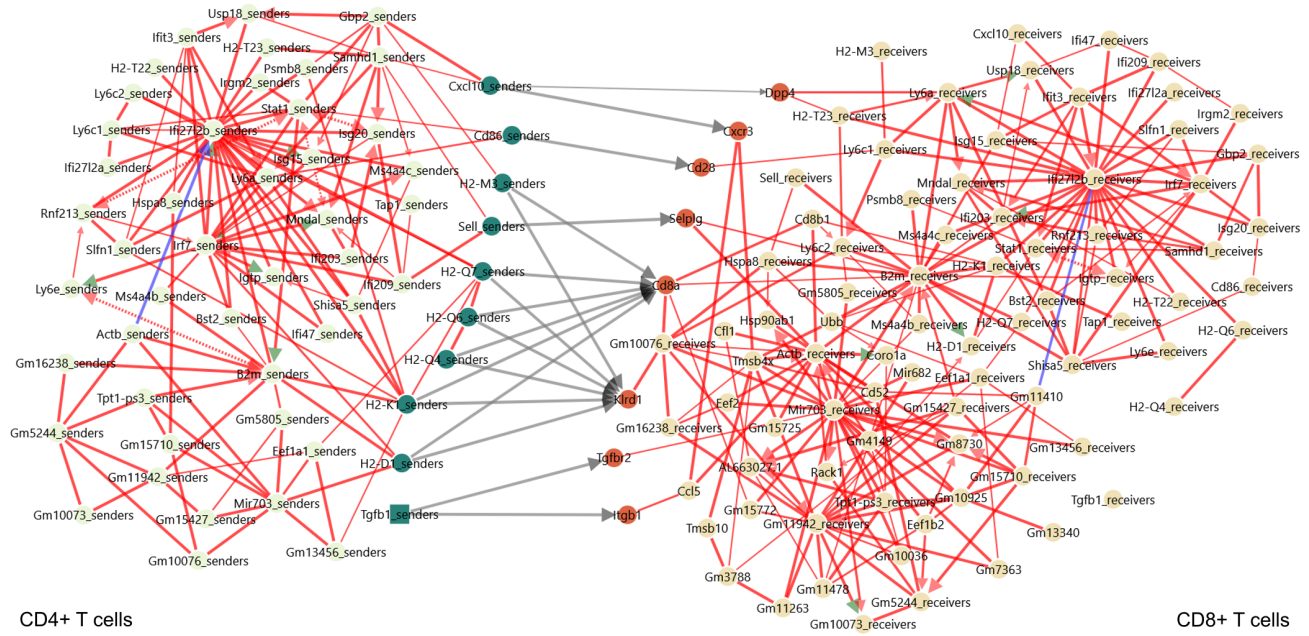 Usp18_senders
Gbp2_senders
Ifit3_senders
H2-T23_senders
Samhd1_senders
H2-T22_senders
Psmb8_senders
Irgm2_senders
Ly6c2_senders
Stat1_senders
Ly6c1_senders
Ifi27l2b_senders
Isg20_senders
Isg15_senders
Ifi27l2a_senders
Ly6a_senders
Ms4a4c_senders
Hspa8_senders
Tap1_senders
Rnf213_senders
Mndal_senders
Slfn1_senders
Irf7_senders
Ifi203_senders
Igtp_senders
Ifi209_senders
Ly6e_senders
Ms4a4b_senders
Shisa5_senders
Bst2_senders
Actb_senders
Ifi47_senders
Gm16238_senders
B2m_senders
Tpt1-ps3_senders
Gm5805_senders
Gm5244_senders
Gm15710_senders
Eef1a1_senders
Gm11942_senders
Mir703_senders
Gm10073_senders
Gm15427_senders
Gm13456_senders
Gm10076_senders
Cxcl10_senders
Cd86_senders
H2-M3_senders
Sell_senders
H2-Q7_senders
H2-Q6_senders
H2-Q4_senders
H2-K1_senders
H2-D1_senders
Tgfb1_senders
Dpp4
Cxcr3
Cd28
Selplg
Cd8a
Klrd1
Tgfbr2
Itgb1
Cxcl10_receivers
Ifi47_receivers
H2-M3_receivers
Usp18_receivers
Ifi209_receivers
Ly6a_receivers
Ifit3_receivers
Ifi27l2a_receivers
H2-T23_receivers
Irgm2_receivers
Slfn1_receivers
Isg15_receivers
Ly6c1_receivers
Gbp2_receivers
Sell_receivers
Mndal_receivers
Ifi27l2b_receivers
Irf7_receivers
Psmb8_receivers
Cd8b1
Ifi203_receivers
Ms4a4c_receivers
Rnf213_receivers
Isg20_receivers
Ly6c2_receivers
Stat1_receivers
Samhd1_receivers
Hspa8_receivers
B2m_receivers
H2-K1_receivers
Igtp_receivers
Cd86_receivers
Gm5805_receivers
Bst2_receivers
H2-T22_receivers
Hsp90ab1
Ubb
Ms4a4b_receivers
H2-Q7_receivers
Tap1_receivers
H2-Q6_receivers
Cfl1
Gm10076_receivers
H2-D1_receivers
Ly6e_receivers
Actb_receivers
Coro1a
Tmsb4x
Mir682
Shisa5_receivers
Eef1a1_receivers
Cd52
Gm11410
Eef2
Mir703_receivers
Gm15427_receivers
H2-Q4_receivers
Gm16238_receivers
Gm15725
Gm4149
Gm8730
Gm13456_receivers
AL663027.1
Rack1
Gm15710_receivers
Ccl5
Tpt1-ps3_receivers
Gm10925
Tgfb1_receivers
Gm15772
Tmsb10
Gm11942_receivers
Eef1b2
Gm13340
Gm10036
Gm3788
Gm7363
Gm11478
Gm11263
Gm5244_receivers
Gm10073_receivers
CD4+ T cells
CD8+ T cells